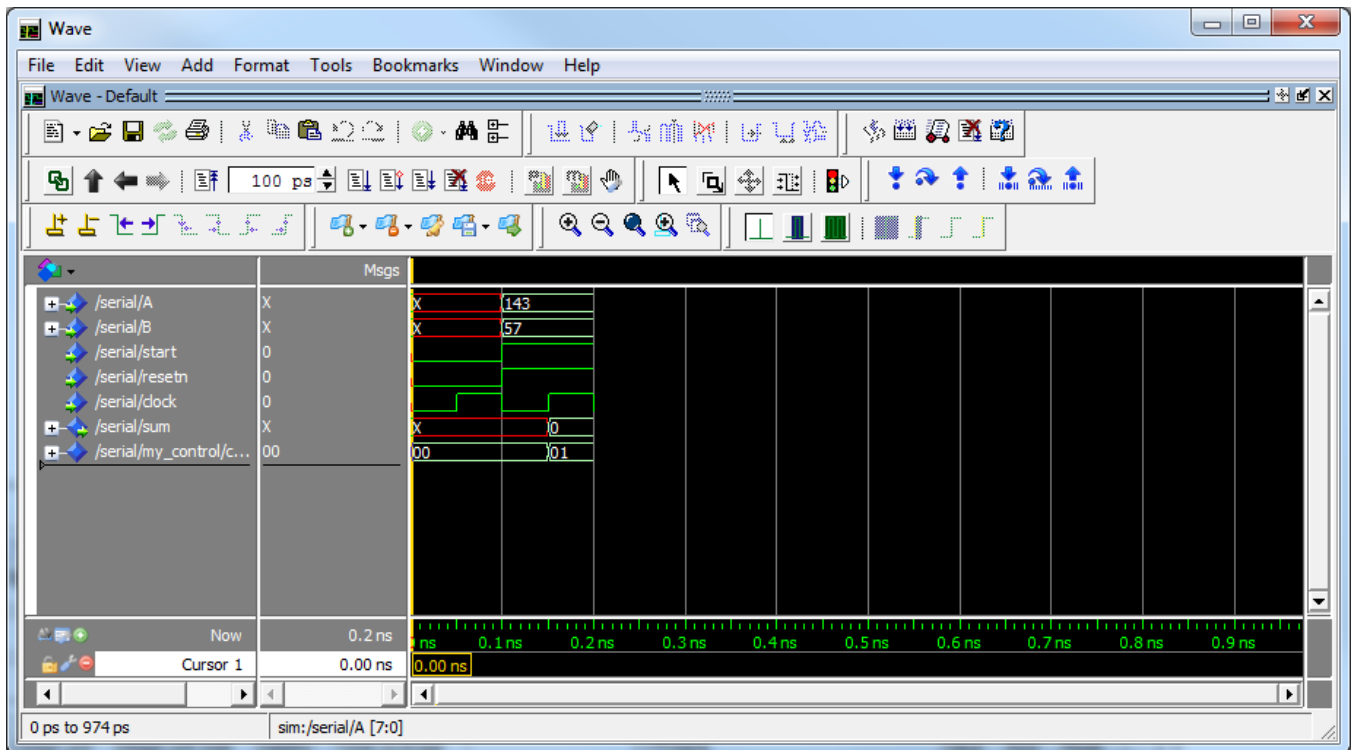 Wave
File Edit View Add Format Tools Bookmarks Window Help
Wave - Default
100 ps
Msgs
/serial/A X X 143
/serial/B X X 57
/serial/start 0
/serial/resetn 0
/serial/clock 0
/serial/sum X X 0
/serial/my_control/c... 00 00 01
Now 0.2 ns ns 0.1 ns 0.2 ns 0.3 ns 0.4 ns 0.5 ns 0.6 ns 0.7 ns 0.8 ns 0.9 ns
Cursor 1 0.00 ns 0.00 ns
0 ps to 974 ps sim:/serial/A [7:0]